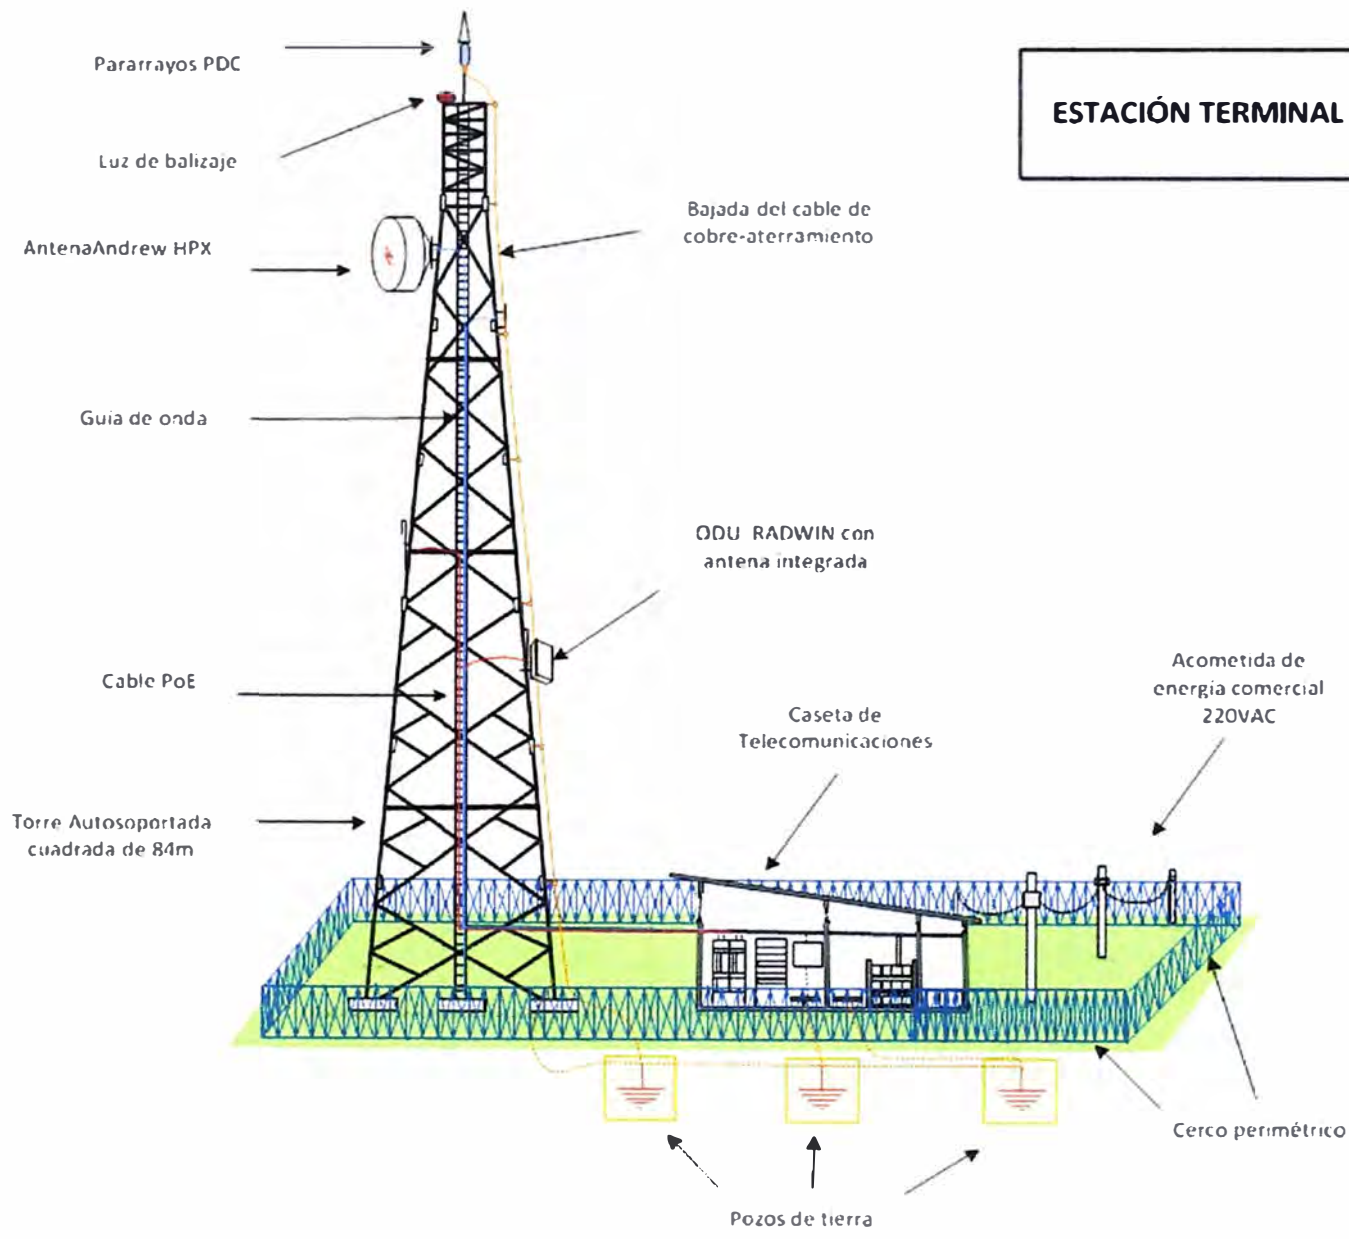 Pararrayos PDC
ESTACIÓN TERMINAL
Luz de balizaje
Bajada del cable de
cobre-aterramiento
AntenaAndrew HPX
Guia de onda
ODU RADWIN con
antena integrada
Cable PoE
Acometida de
energía comercial
220VAC
Caseta de
Telecomunicaciones
Torre Autosoportada
cuadrada de 84m
Cerco perimétrico
Pozos de tierra